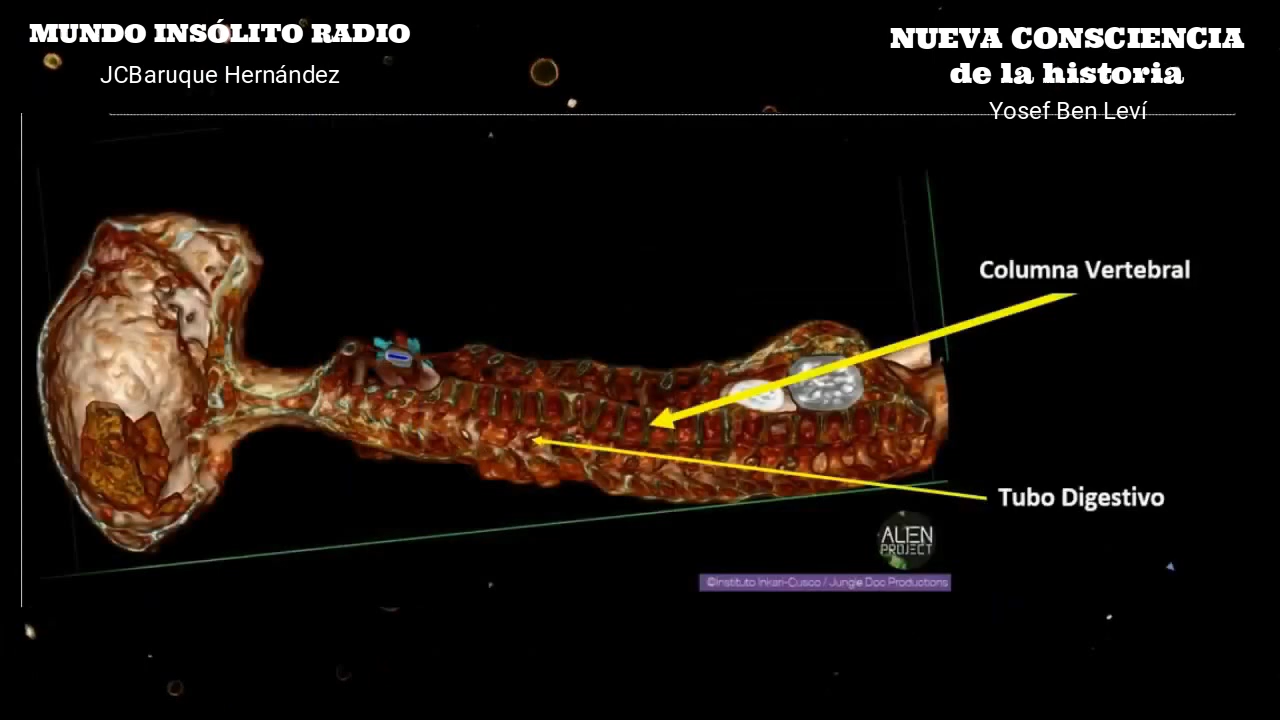 MUNDO INSÓLITO RADIO
JCBaruque Hernández
NUEVA CONSCIENCIA
de la historia
Yosef Ben Leví
Columna Vertebral
Tubo Digestivo
ALIEN
PROJECT
©Instituto Inkari-Cusco / Jungle Doc Productions